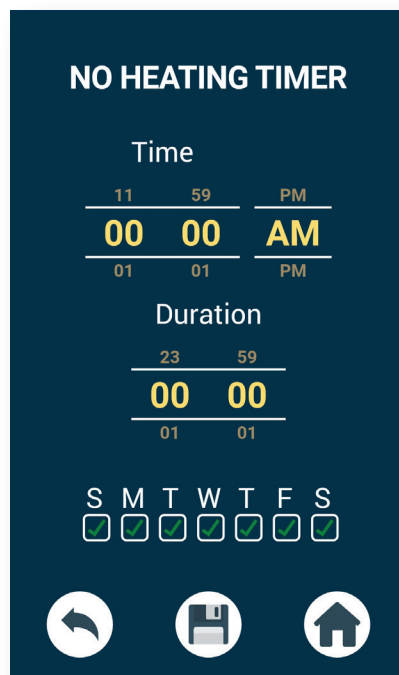 NO HEATING TIMER
Time
11 59 PM
00 00 AM
01 01 PM
Duration
23 59
00 00
01 01
S M T W T F S